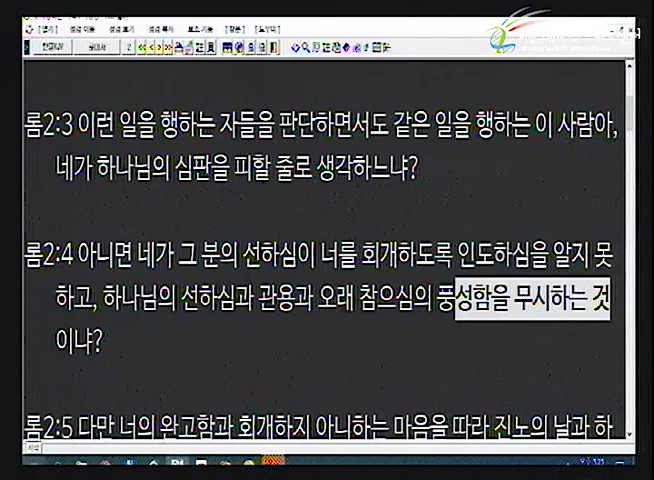 롬2:3 이런 일을 행하는 자들을 판단하면서도 같은 일을 행하는 이 사람아,
네가 하나님의 심판을 피할 줄로 생각하느냐?
롬2:4 아니면 네가 그 분의 선하심이 너를 회개하도록 인도하심을 알지 못
하고, 하나님의 선하심과 관용과 오래 참으심의 풍성함을 무시하는 것
이냐?
롬2:5 다만 너의 완고함과 회개하지 아니하는 마음을 따라 진노의 날과 하